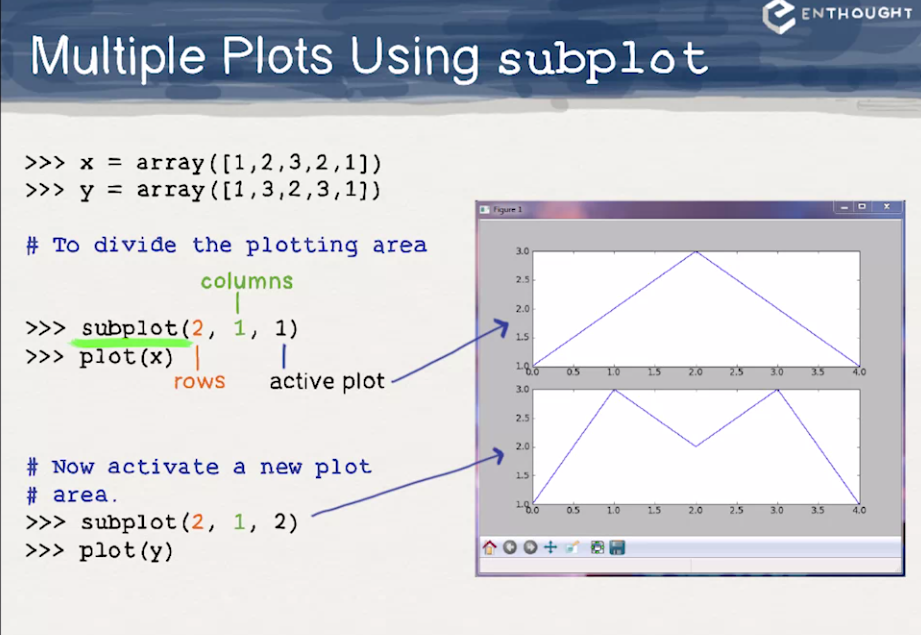 ENTHOUGHT
Multiple Plots Using subplot
>>> x = array([1,2,3,2,1])
>>> y = array([1,3,2,3,1])
# To divide the plotting area
columns
>>> subplot(2, 1, 1)
>>> plot(x)
rows
active plot
# Now activate a new plot
# area.
>>> subplot(2, 1, 2)
>>> plot(y)
Figure 1
3.0
2.5
2.0
1.5
1.0
0.0 0.5 1.0 1.5 2.0 2.5 3.0 3.5 4.0
3.0
2.5
2.0
1.5
1.0
0.0 0.5 1.0 1.5 2.0 2.5 3.0 3.5 4.0